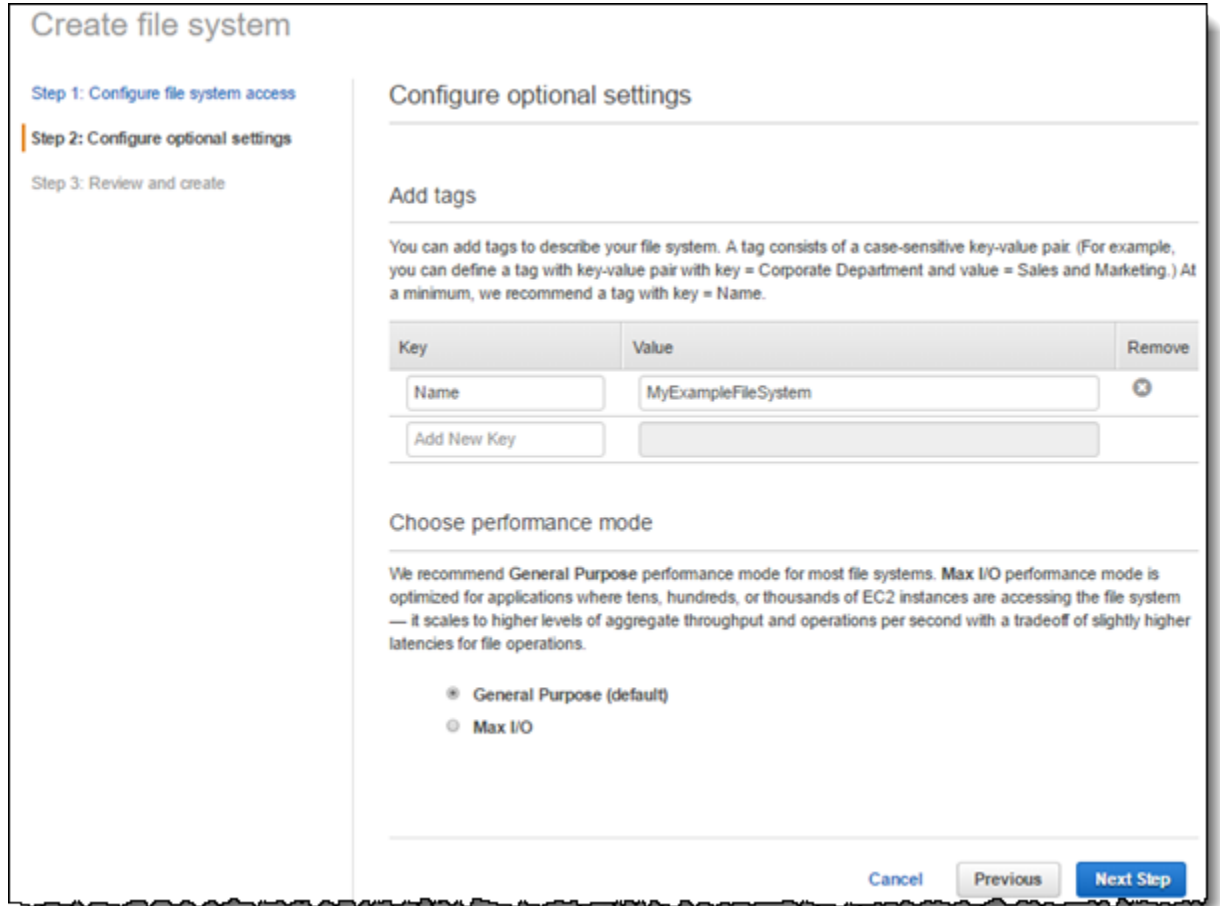 Create file system
Step 1: Configure file system access
Step 2: Configure optional settings
Step 3: Review and create
Configure optional settings
Add tags
You can add tags to describe your file system. A tag consists of a case-sensitive key-value pair. (For example,
you can define a tag with key-value pair with key = Corporate Department and value = Sales and Marketing.) At
a minimum, we recommend a tag with key = Name.
Key Value Remove
Name MyExampleFileSystem
Add New Key
Choose performance mode
We recommend General Purpose performance mode for most file systems. Max I/O performance mode is
optimized for applications where tens, hundreds, or thousands of EC2 instances are accessing the file system
— it scales to higher levels of aggregate throughput and operations per second with a tradeoff of slightly higher
latencies for file operations.
General Purpose (default)
Max I/O
Cancel Previous Next Step